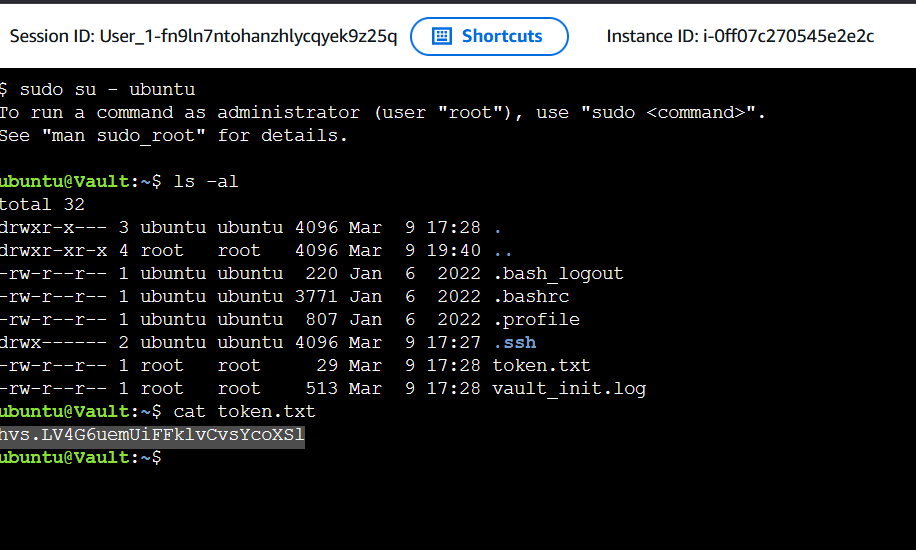 Session ID: User_1-fn9ln7ntohanzhlycqyek9z25q Shortcuts Instance ID: i-0ff07c270545e2e2c
$ sudo su - ubuntu
To run a command as administrator (user "root"), use "sudo <command>".
See "man sudo_root" for details.
ubuntu@Vault:~$ ls -al
total 32
drwxr-x--- 3 ubuntu ubuntu 4096 Mar  9 17:28 .
drwxr-xr-x 4 root   root   4096 Mar  9 19:40 ..
-rw-r--r-- 1 ubuntu ubuntu  220 Jan  6  2022 .bash_logout
-rw-r--r-- 1 ubuntu ubuntu 3771 Jan  6  2022 .bashrc
-rw-r--r-- 1 ubuntu ubuntu  807 Jan  6  2022 .profile
drwx------ 2 ubuntu ubuntu 4096 Mar  9 17:27 .ssh
-rw-r--r-- 1 root   root     29 Mar  9 17:28 token.txt
-rw-r--r-- 1 root   root    513 Mar  9 17:28 vault_init.log
ubuntu@Vault:~$ cat token.txt
hvs.LV4G6uemUiFFklvCvsYcoXSl
ubuntu@Vault:~$